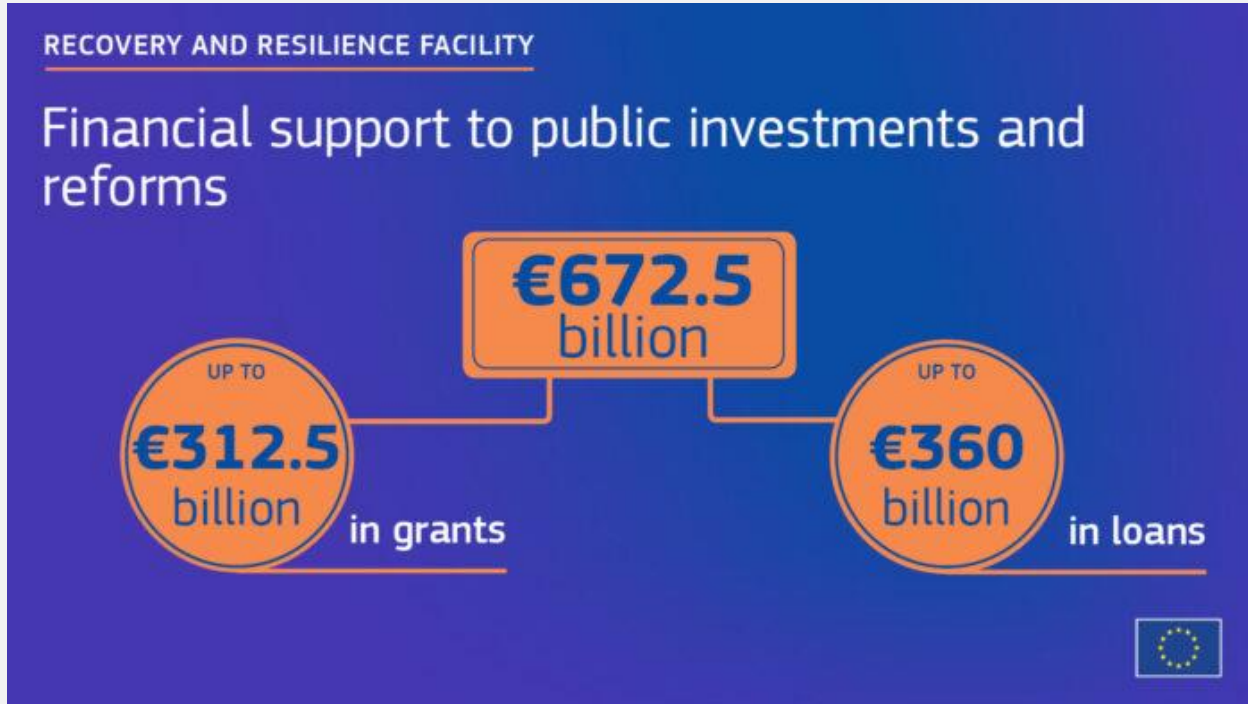 RECOVERY AND RESILIENCE FACILITY
Financial support to public investments and
reforms
€672.5
billion
UP TO
€312.5
billion
in grants
UP TO
€360
billion
in loans